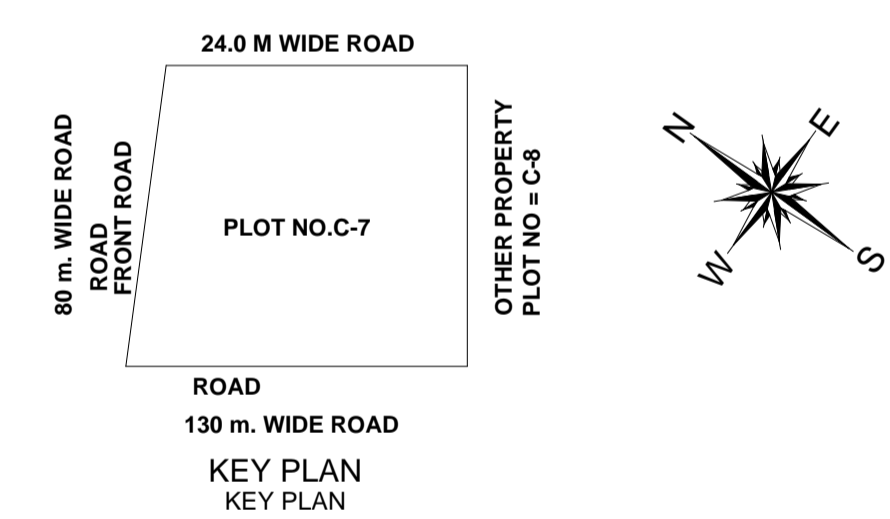 24.0 M WIDE ROAD
80 m. WIDE ROAD
ROAD
FRONT ROAD
PLOT NO.C-7
OTHER PROPERTY
PLOT NO = C-8
N
E
W
S
ROAD
130 m. WIDE ROAD
KEY PLAN
KEY PLAN